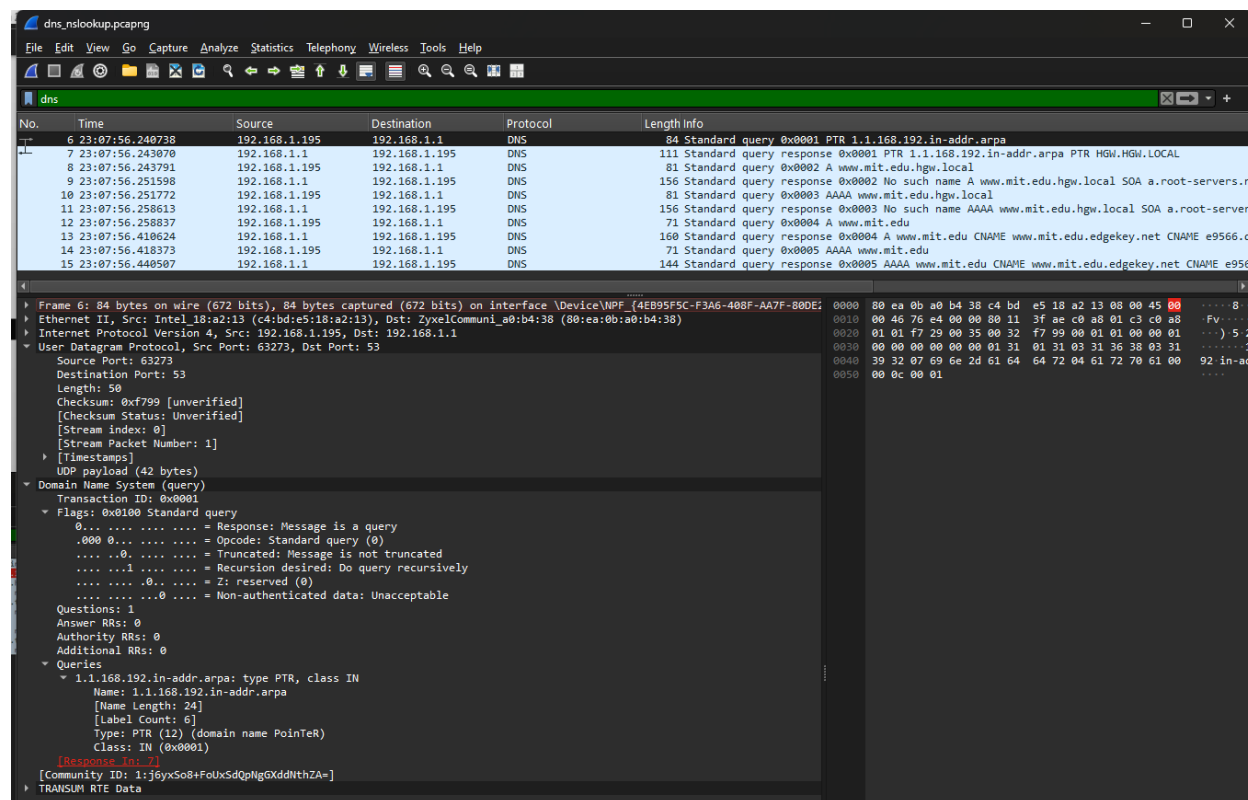 dns_nslookup.pcapng
File Edit View Go Capture Analyze Statistics Telephony Wireless Tools Help
dns
No. Time Source Destination Protocol Length Info
6 23:07:56.240738 192.168.1.195 192.168.1.1 DNS 84 Standard query 0x0001 PTR 1.1.168.192.in-addr.arpa
7 23:07:56.243070 192.168.1.1 192.168.1.195 DNS 111 Standard query response 0x0001 PTR 1.1.168.192.in-addr.arpa PTR HGW.HGW.LOCAL
8 23:07:56.243791 192.168.1.195 192.168.1.1 DNS 81 Standard query 0x0002 A www.mit.edu.hgw.local
9 23:07:56.251598 192.168.1.1 192.168.1.195 DNS 156 Standard query response 0x0002 No such name A www.mit.edu.hgw.local SOA a.root-servers.n
10 23:07:56.251772 192.168.1.195 192.168.1.1 DNS 81 Standard query 0x0003 AAAA www.mit.edu.hgw.local
11 23:07:56.258613 192.168.1.1 192.168.1.195 DNS 156 Standard query response 0x0003 No such name AAAA www.mit.edu.hgw.local SOA a.root-server
12 23:07:56.258837 192.168.1.195 192.168.1.1 DNS 71 Standard query 0x0004 A www.mit.edu
13 23:07:56.410624 192.168.1.1 192.168.1.195 DNS 160 Standard query response 0x0004 A www.mit.edu CNAME www.mit.edu.edgekey.net CNAME e9566.d
14 23:07:56.418373 192.168.1.195 192.168.1.1 DNS 71 Standard query 0x0005 AAAA www.mit.edu
15 23:07:56.440507 192.168.1.1 192.168.1.195 DNS 144 Standard query response 0x0005 AAAA www.mit.edu CNAME www.mit.edu.edgekey.net CNAME e956
Frame 6: 84 bytes on wire (672 bits), 84 bytes captured (672 bits) on interface \Device\NPF_{4EB95F5C-F3A6-408F-AA7F-80DE2
Ethernet II, Src: Intel_18:a2:13 (c4:bd:e5:18:a2:13), Dst: ZyxelCommuni_a0:b4:38 (80:ea:0b:a0:b4:38)
Internet Protocol Version 4, Src: 192.168.1.195, Dst: 192.168.1.1
User Datagram Protocol, Src Port: 63273, Dst Port: 53
Source Port: 63273
Destination Port: 53
Length: 50
Checksum: 0xf799 [unverified]
[Checksum Status: Unverified]
[Stream index: 0]
[Stream Packet Number: 1]
[Timestamps]
UDP payload (42 bytes)
Domain Name System (query)
Transaction ID: 0x0001
Flags: 0x0100 Standard query
0... .... .... .... = Response: Message is a query
.000 0... .... .... = Opcode: Standard query (0)
.... ..0. .... .... = Truncated: Message is not truncated
.... ...1 .... .... = Recursion desired: Do query recursively
.... .... .0.. .... = Z: reserved (0)
.... .... ...0 .... = Non-authenticated data: Unacceptable
Questions: 1
Answer RRs: 0
Authority RRs: 0
Additional RRs: 0
Queries
1.1.168.192.in-addr.arpa: type PTR, class IN
Name: 1.1.168.192.in-addr.arpa
[Name Length: 24]
[Label Count: 6]
Type: PTR (12) (domain name PoinTeR)
Class: IN (0x0001)
[Response In: 7]
[Community ID: 1:j6yxSo8+FoUxSdQpNgGXddNthZA=]
TRANSUM RTE Data
0000 80 ea 0b a0 b4 38 c4 bd e5 18 a2 13 08 00 45 00 ·····8·
0010 00 46 76 e4 00 00 80 11 3f ae c0 a8 01 c3 c0 a8 ·Fv····
0020 01 01 f7 29 00 35 00 32 f7 99 00 01 01 00 00 01 ···)·5·2
0030 00 00 00 00 00 00 01 31 01 31 03 31 36 38 03 31 ·······1
0040 39 32 07 69 6e 2d 61 64 64 72 04 61 72 70 61 00 92·in-ad
0050 00 0c 00 01 ····